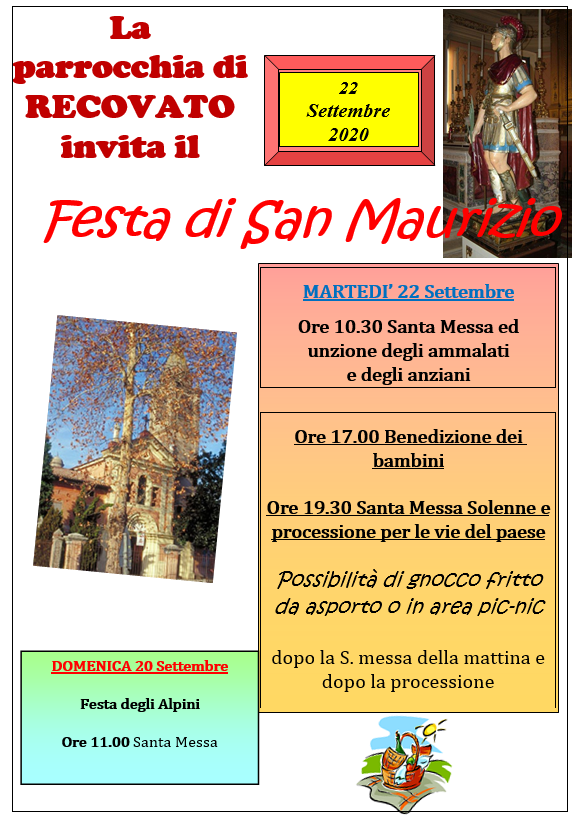 La
parrocchia di
RECOVATO
invita il
22
Settembre
2020
Festa di San Maurizio
MARTEDI’ 22 Settembre
Ore 10.30 Santa Messa ed
unzione degli ammalati
e degli anziani
Ore 17.00 Benedizione dei
bambini
Ore 19.30 Santa Messa Solenne e
processione per le vie del paese
Possibilità di gnocco fritto
da asporto o in area pic-nic
dopo la S. messa della mattina e
dopo la processione
DOMENICA 20 Settembre
Festa degli Alpini
Ore 11.00 Santa Messa